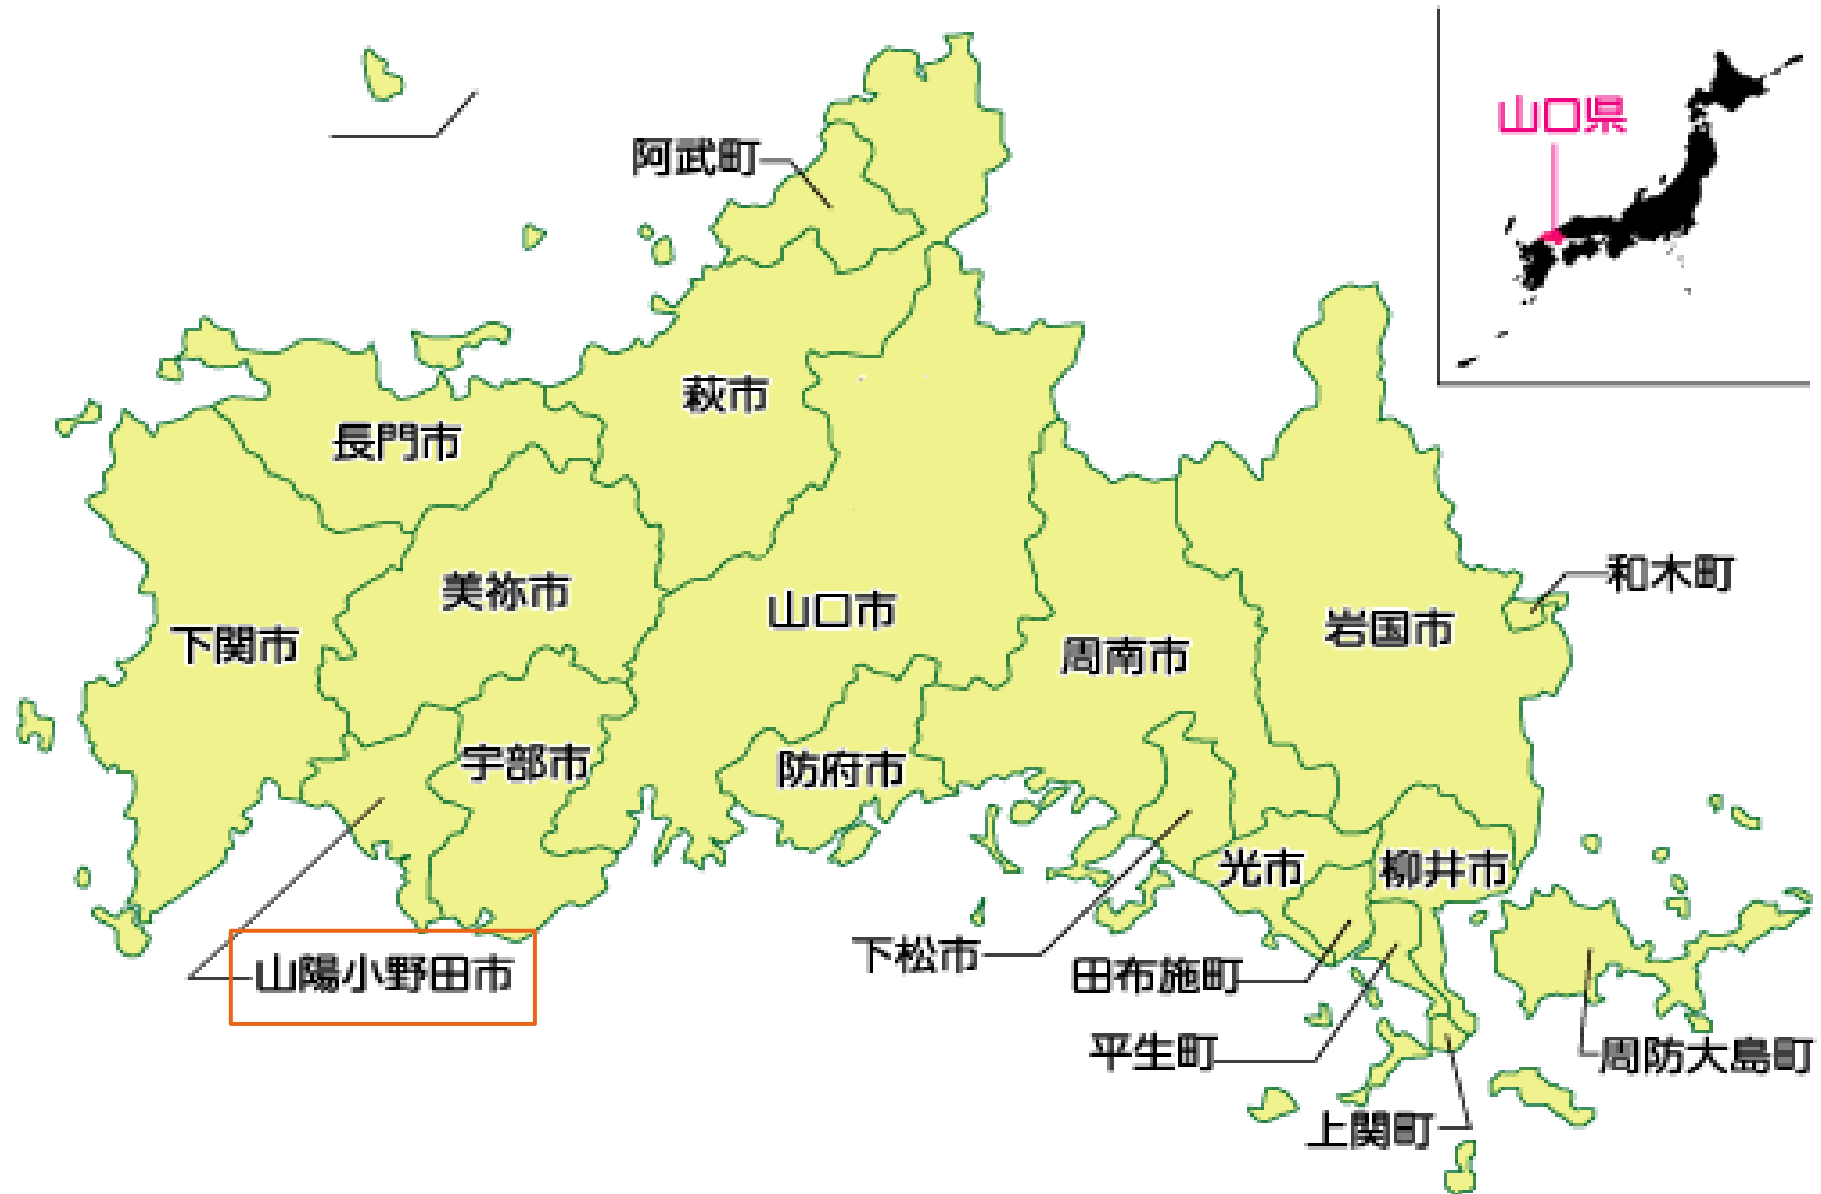 山口県
阿武町
萩市
長門市
和木町
美祢市
山口市
岩国市
下関市
周南市
宇部市
防府市
光市
柳井市
下松市
山陽小野田市
田布施町
平生町
周防大島町
上関町